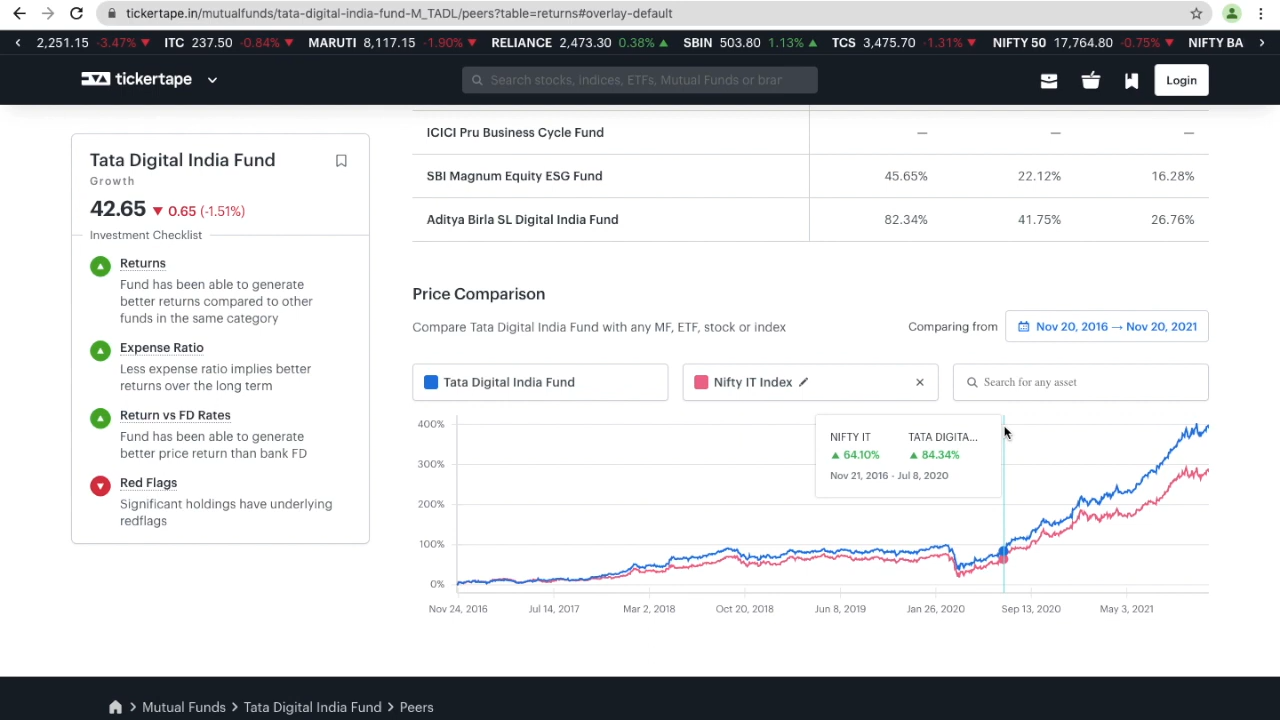 tickertape.in/mutualfunds/tata-digital-india-fund-M_TADL/peers?table=returns#overlay-default
2,251.15 -3.47% ▼ ITC 237.50 -0.84% ▼ MARUTI 8,117.15 -1.90% ▼ RELIANCE 2,473.30 0.38% ▲ SBIN 503.80 1.13% ▲ TCS 3,475.70 -1.31% ▼ NIFTY 50 17,764.80 -0.75% ▼ NIFTY BA
tickertape
Search stocks, indices, ETFs, Mutual Funds or brar
Login
Tata Digital India Fund
Growth
42.65 ▼ 0.65 (-1.51%)
Investment Checklist
Returns
Fund has been able to generate
better returns compared to other
funds in the same category
Expense Ratio
Less expense ratio implies better
returns over the long term
Return vs FD Rates
Fund has been able to generate
better price return than bank FD
Red Flags
Significant holdings have underlying
redflags
ICICI Pru Business Cycle Fund — — —
SBI Magnum Equity ESG Fund 45.65% 22.12% 16.28%
Aditya Birla SL Digital India Fund 82.34% 41.75% 26.76%
Price Comparison
Compare Tata Digital India Fund with any MF, ETF, stock or index
Comparing from Nov 20, 2016 → Nov 20, 2021
Tata Digital India Fund
Nifty IT Index
Search for any asset
400%
300%
200%
100%
0%
NIFTY IT TATA DIGITA...
▲ 64.10% ▲ 84.34%
Nov 21, 2016 - Jul 8, 2020
Nov 24, 2016 Jul 14, 2017 Mar 2, 2018 Oct 20, 2018 Jun 8, 2019 Jan 26, 2020 Sep 13, 2020 May 3, 2021
Mutual Funds > Tata Digital India Fund > Peers